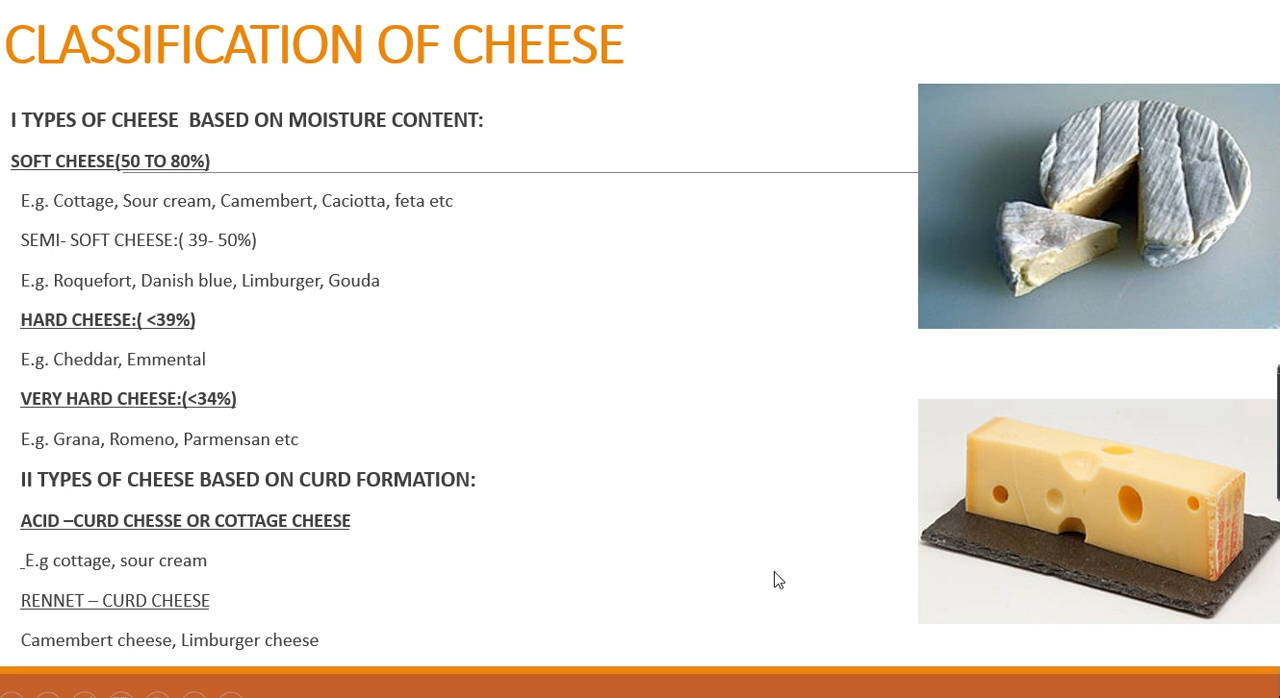 CLASSIFICATION OF CHEESE
I TYPES OF CHEESE BASED ON MOISTURE CONTENT:
SOFT CHEESE(50 TO 80%)
E.g. Cottage, Sour cream, Camembert, Caciotta, feta etc
SEMI- SOFT CHEESE:( 39- 50%)
E.g. Roquefort, Danish blue, Limburger, Gouda
HARD CHEESE:( <39%)
E.g. Cheddar, Emmental
VERY HARD CHEESE:(<34%)
E.g. Grana, Romeno, Parmensan etc
II TYPES OF CHEESE BASED ON CURD FORMATION:
ACID –CURD CHESSE OR COTTAGE CHEESE
E.g cottage, sour cream
RENNET – CURD CHEESE
Camembert cheese, Limburger cheese